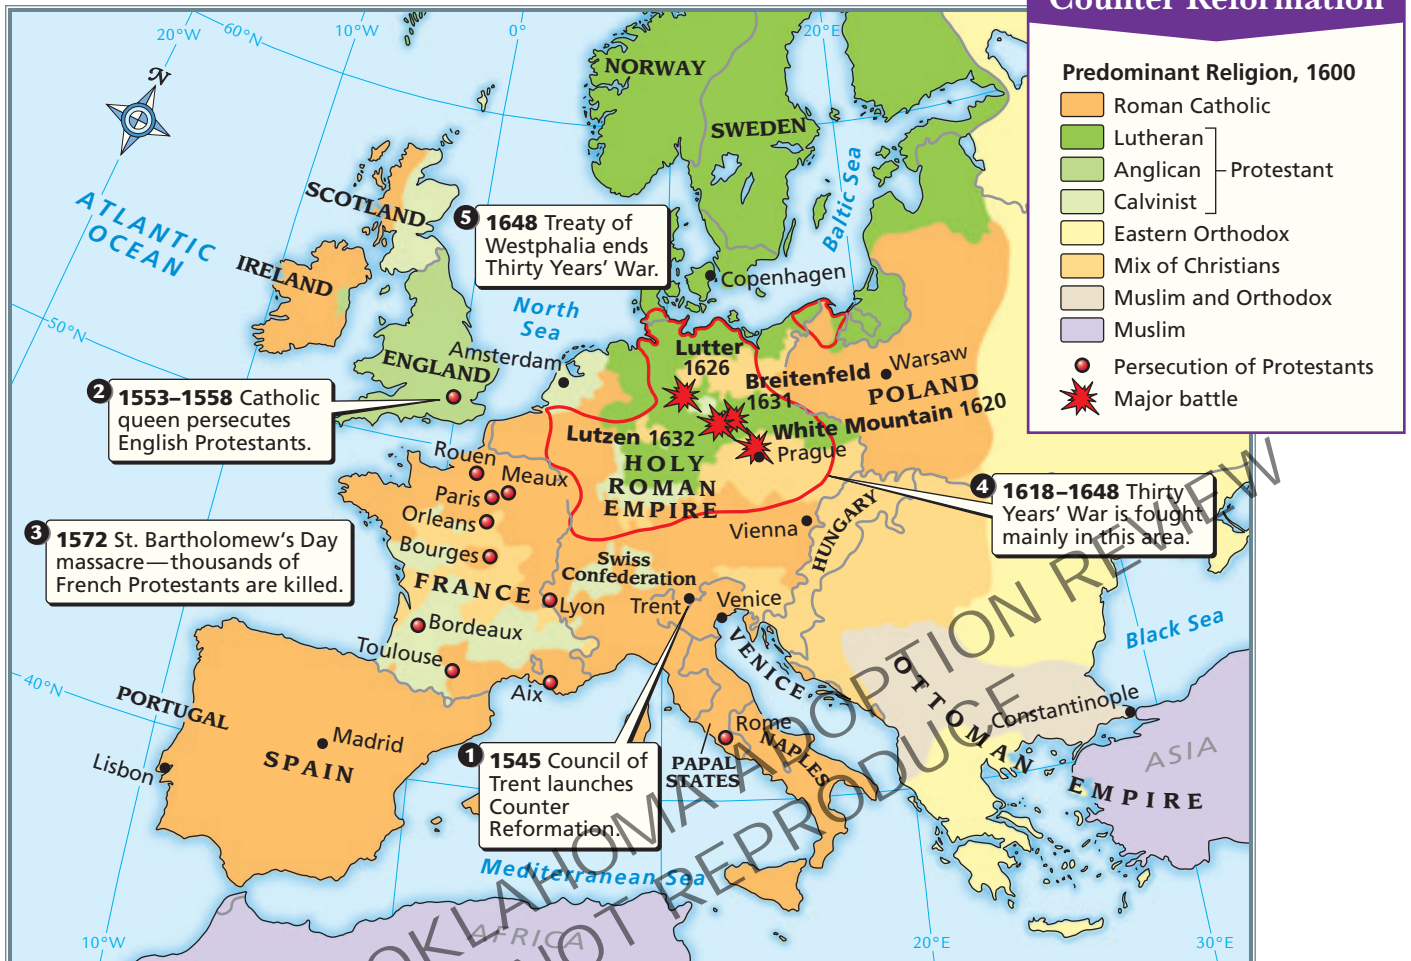 Counter Reformation
Predominant Religion, 1600
Roman Catholic
Lutheran
Anglican
Protestant
Calvinist
Eastern Orthodox
Mix of Christians
Muslim and Orthodox
Muslim
Persecution of Protestants
Major battle
20°W
60°N
10°W
0°
20°E
N
NORWAY
SWEDEN
Baltic Sea
ATLANTIC
OCEAN
SCOTLAND
IRELAND
5 1648 Treaty of
Westphalia ends
Thirty Years' War.
Copenhagen
North
Sea
50°N
ENGLAND
Amsterdam
Lutter
1626
Breitenfeld
1631
Warsaw
POLAND
2 1553–1558 Catholic
queen persecutes
English Protestants.
Lutzen 1632
White Mountain 1620
Prague
HOLY
ROMAN
EMPIRE
Rouen
Meaux
Paris
Orleans
Bourges
Vienna
HUNGARY
4 1618–1648 Thirty
Years' War is fought
mainly in this area.
3 1572 St. Bartholomew's Day
massacre—thousands of
French Protestants are killed.
FRANCE
Swiss
Confederation
Lyon
Trent
Venice
VENICE
Bordeaux
Toulouse
Aix
Black Sea
40°N
PORTUGAL
Lisbon
Madrid
SPAIN
1 1545 Council of
Trent launches
Counter
Reformation.
Rome
PAPAL
STATES
NAPLES
OTTOMAN
EMPIRE
Constantinople
ASIA
Mediterranean Sea
AFRICA
10°W
20°E
30°E
OKLAHOMA ADOPTION REVIEW
NOT REPRODUCE